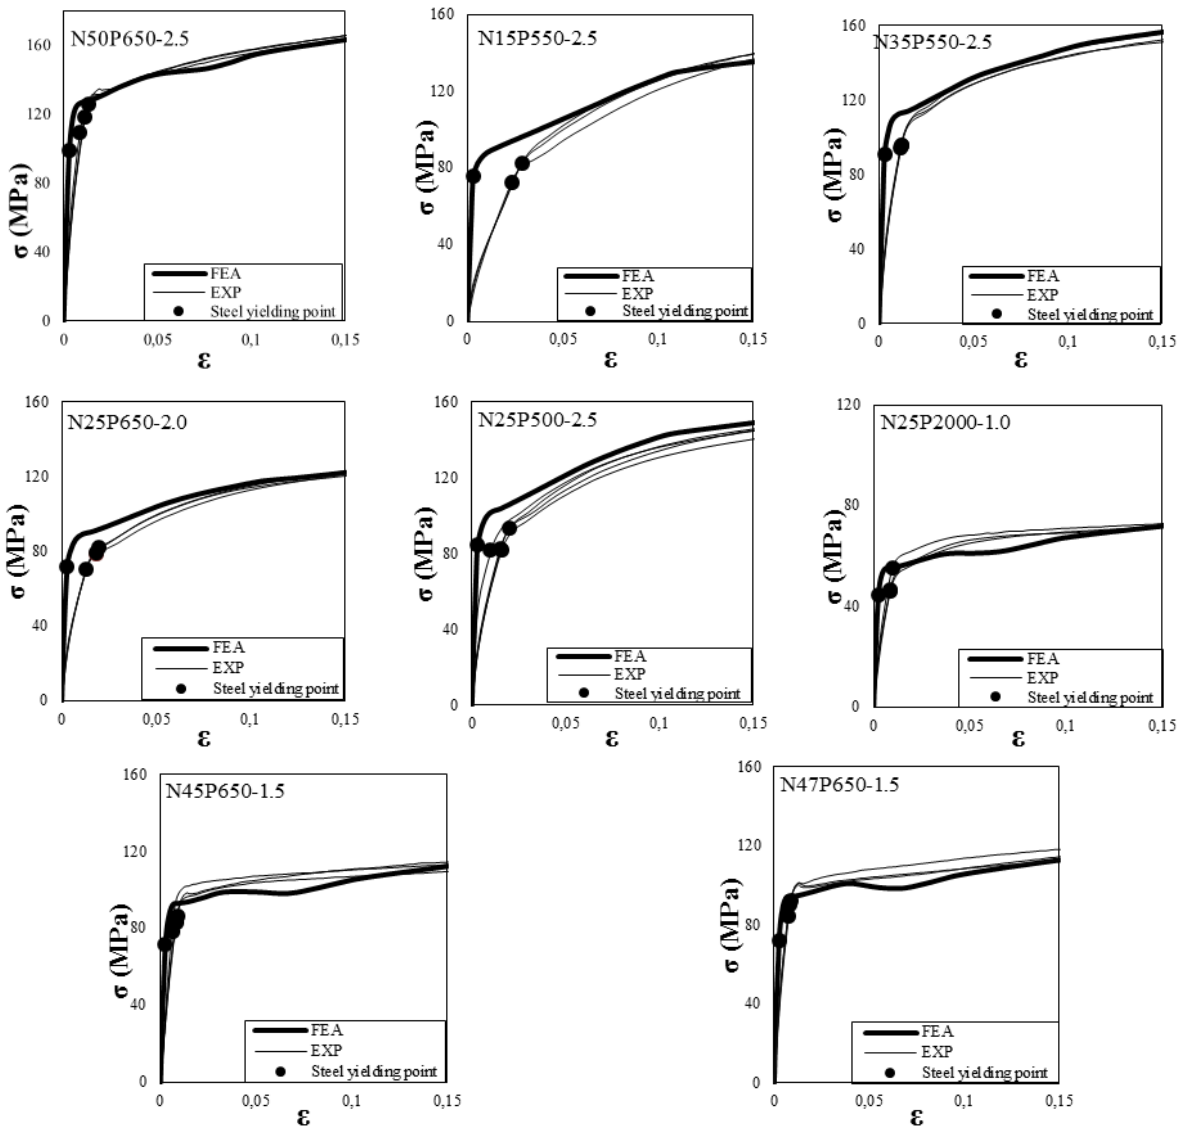 N50P650-2.5
160
120
80
40
0
0
0,05
0,1
0,15
σ (MPa)
ε
FEA
EXP
Steel yielding point
N15P550-2.5
160
120
80
40
0
0
0,05
0,1
0,15
σ (MPa)
ε
FEA
EXP
Steel yielding point
N35P550-2.5
160
120
80
40
0
0
0,05
0,1
0,15
σ (MPa)
ε
FEA
EXP
Steel yielding point
N25P650-2.0
160
120
80
40
0
0
0,05
0,1
0,15
σ (MPa)
ε
FEA
EXP
Steel yielding point
N25P500-2.5
160
120
80
40
0
0
0,05
0,1
0,15
σ (MPa)
ε
FEA
EXP
Steel yielding point
N25P2000-1.0
120
80
40
0
0
0,05
0,1
0,15
σ (MPa)
ε
FEA
EXP
Steel yielding point
N45P650-1.5
160
120
80
40
0
0
0,05
0,1
0,15
σ (MPa)
ε
FEA
EXP
Steel yielding point
N47P650-1.5
160
120
80
40
0
0
0,05
0,1
0,15
σ (MPa)
ε
FEA
EXP
Steel yielding point